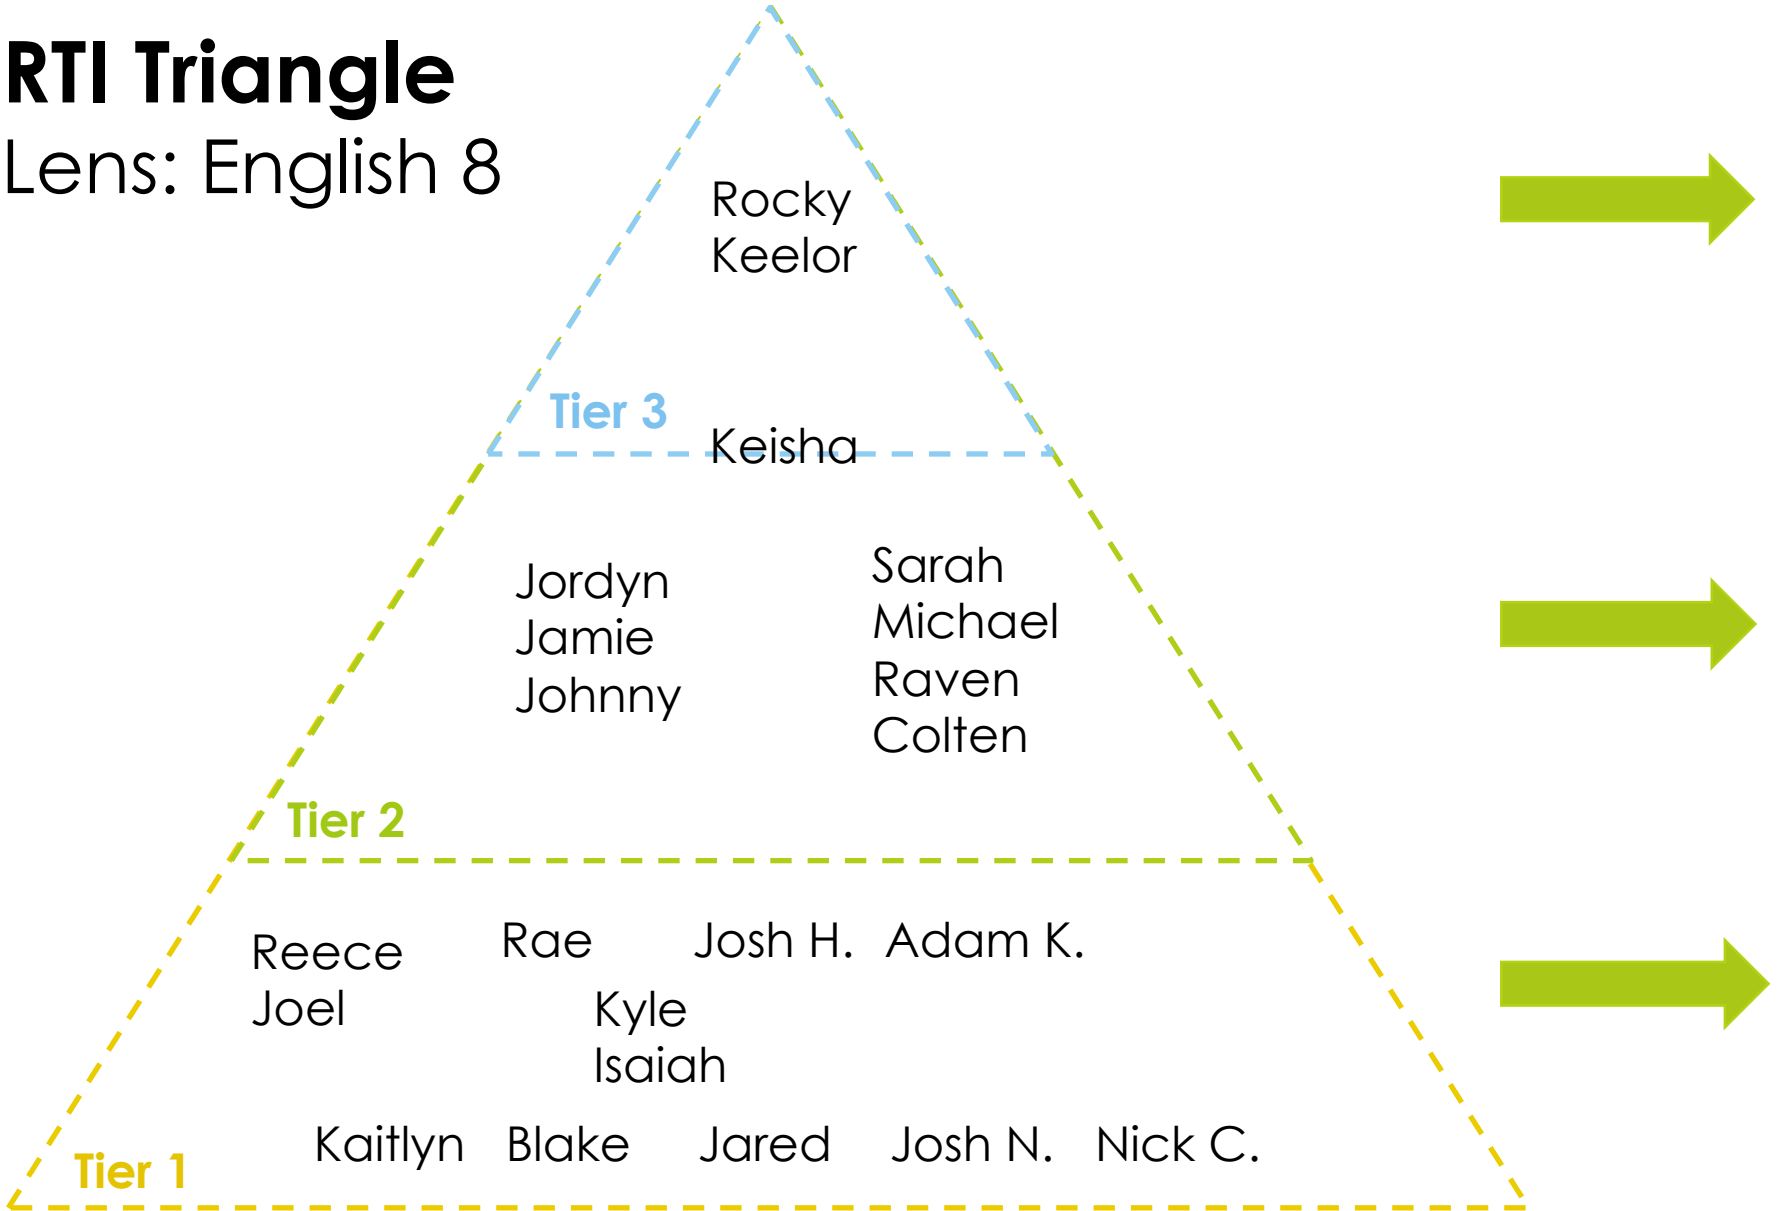 RTI Triangle
Lens: English 8
Rocky
Keelor
Tier 3
Keisha
Jordyn
Jamie
Johnny
Sarah
Michael
Raven
Colten
Tier 2
Reece
Joel
Rae
Josh H.
Adam K.
Kyle
Isaiah
Kaitlyn
Blake
Jared
Josh N.
Nick C.
Tier 1